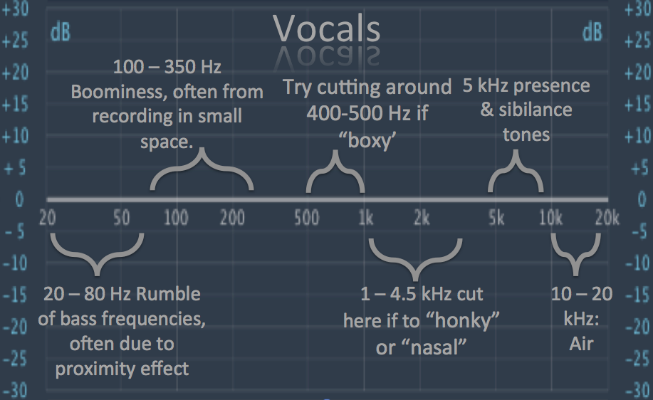 Vocals
dB
dB
+30
+25
+20
+15
+10
+5
0
-5
-10
-15
-20
-25
-30
+30
+25
+20
+15
+10
+5
0
-5
-10
-15
-20
-25
-30
100 – 350 Hz
Boominess, often from
recording in small
space.
Try cutting around
400-500 Hz if
“boxy’
5 kHz presence
& sibilance
tones
20 50 100 200 500 1k 2k 5k 10k 20k
20 – 80 Hz Rumble
of bass frequencies,
often due to
proximity effect
1 – 4.5 kHz cut
here if to “honky”
or “nasal”
10 – 20
kHz:
Air